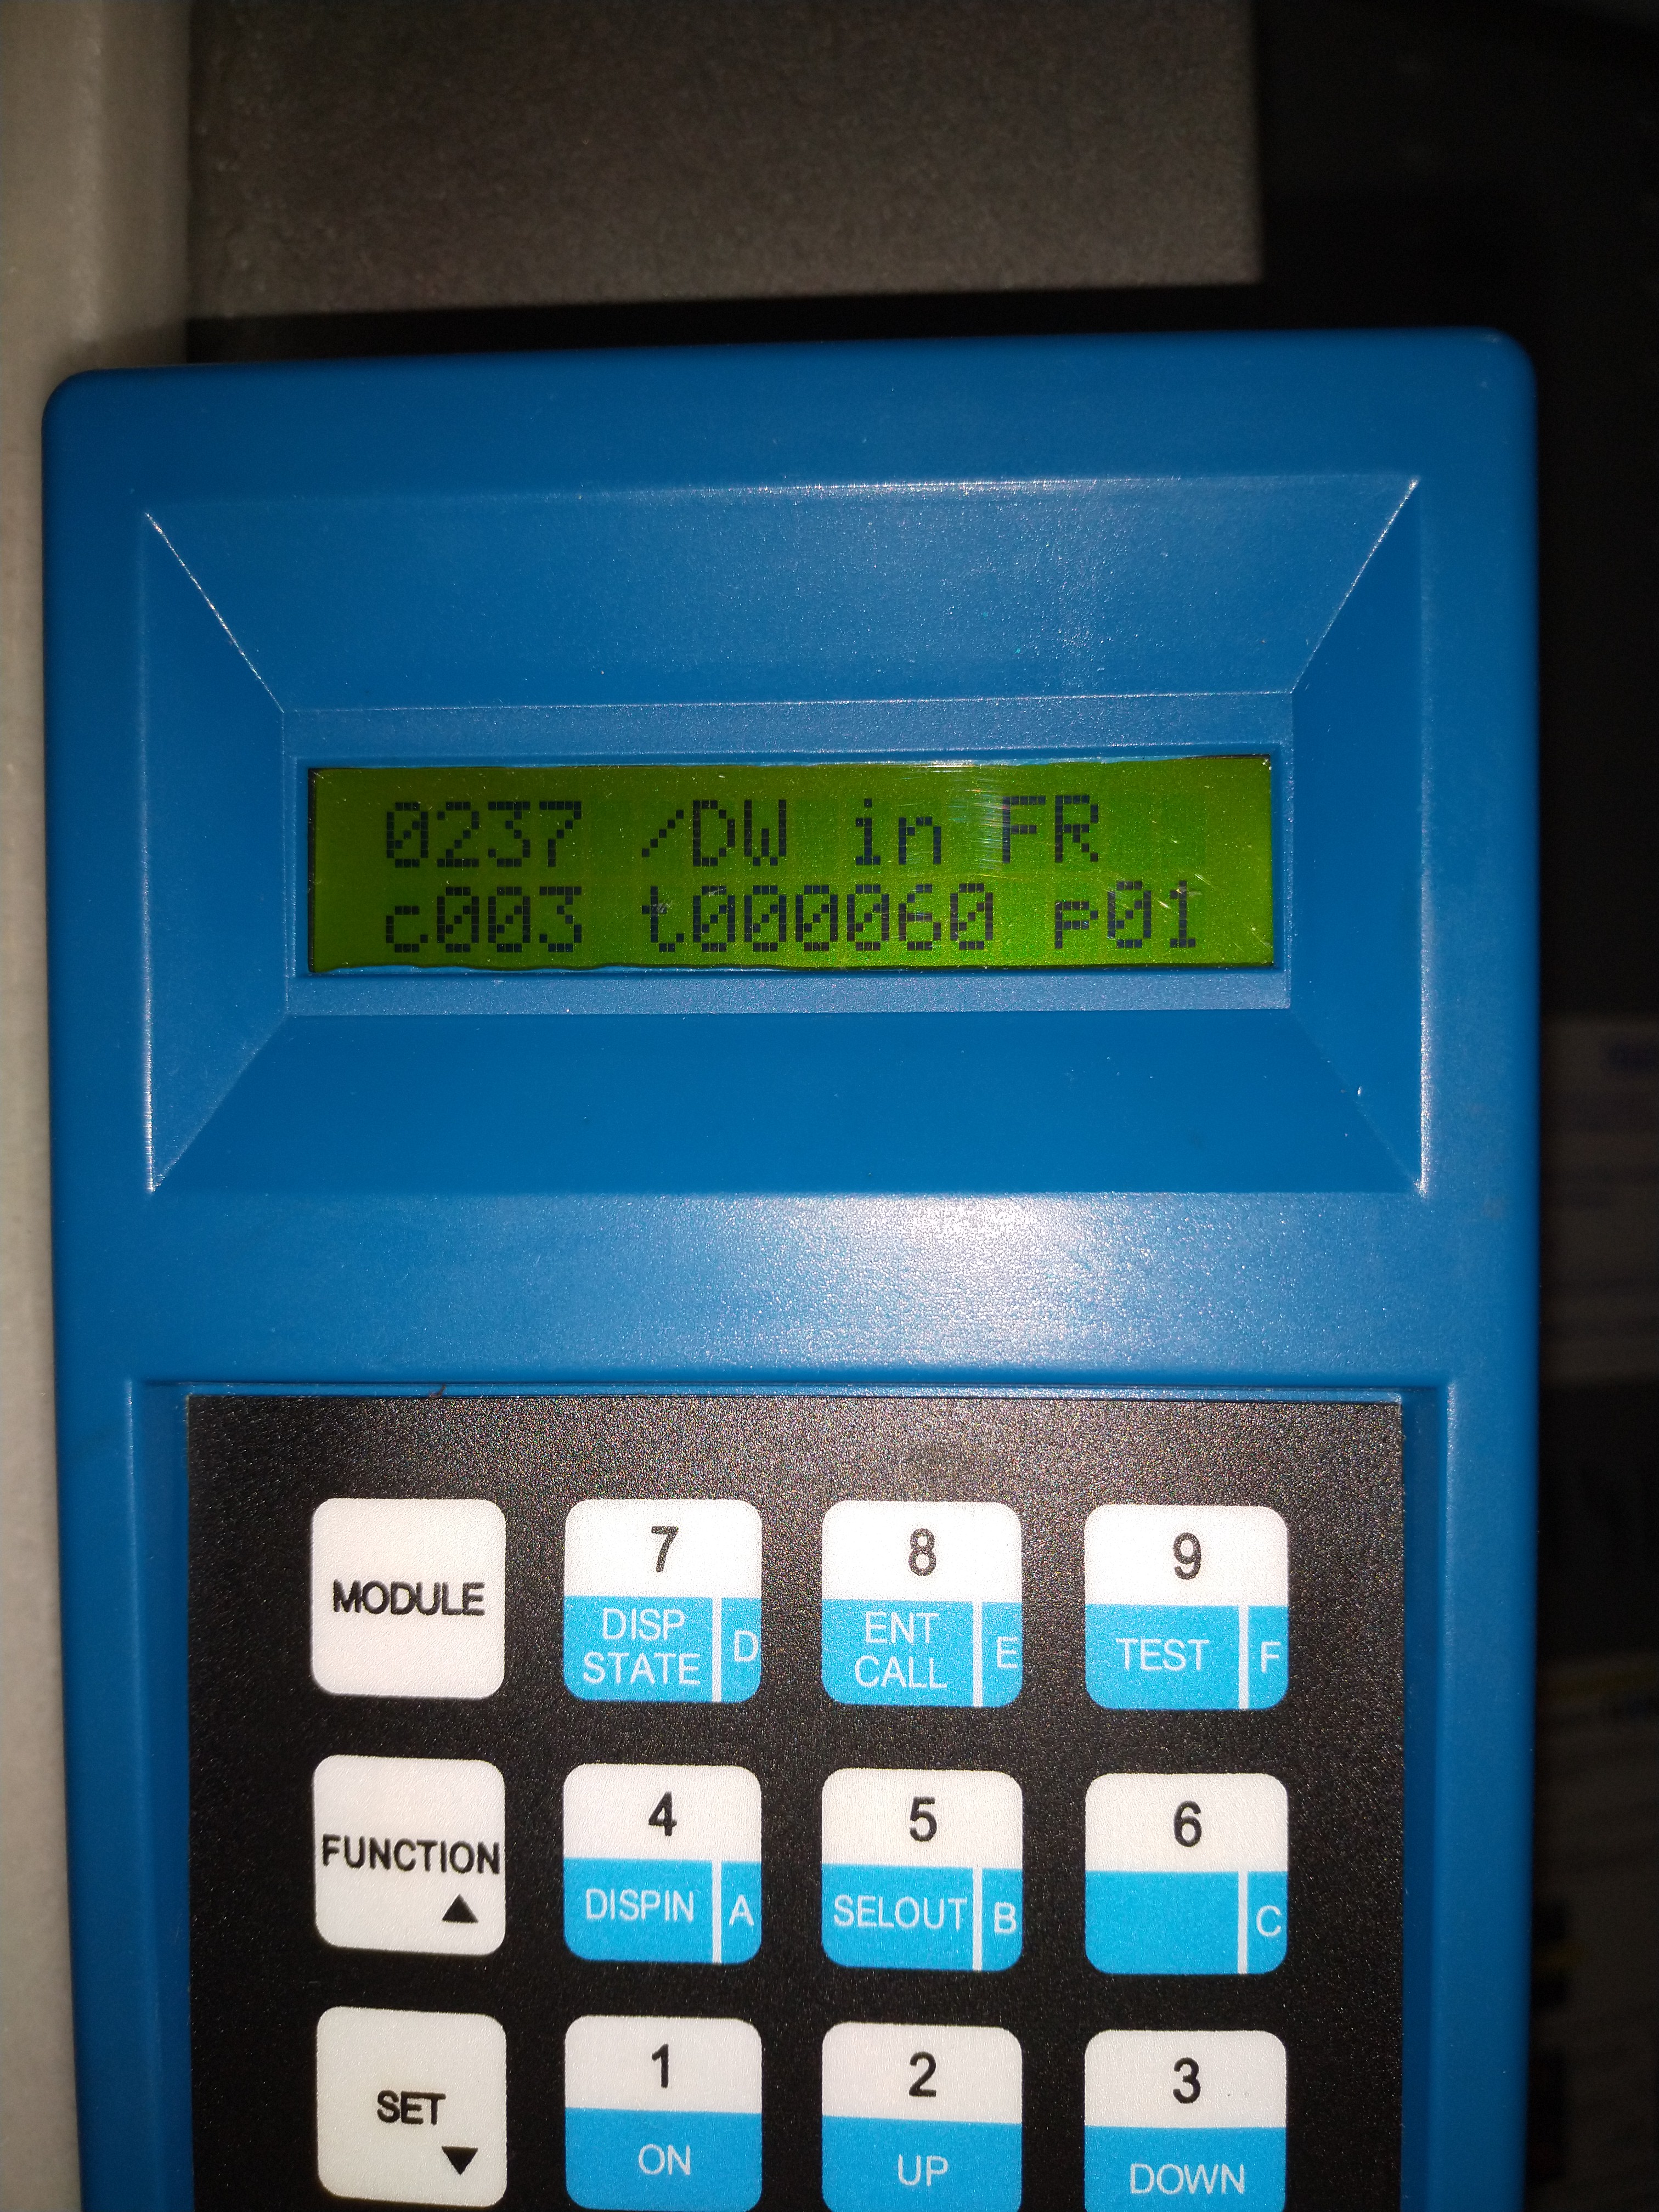 0237 /DW in FR
c003 t000060 r01
MODULE
7
DISP STATE D
8
ENT CALL E
9
TEST F
FUNCTION
▲
4
DISPIN A
5
SELOUT B
6
C
SET
▼
1
ON
2
UP
3
DOWN